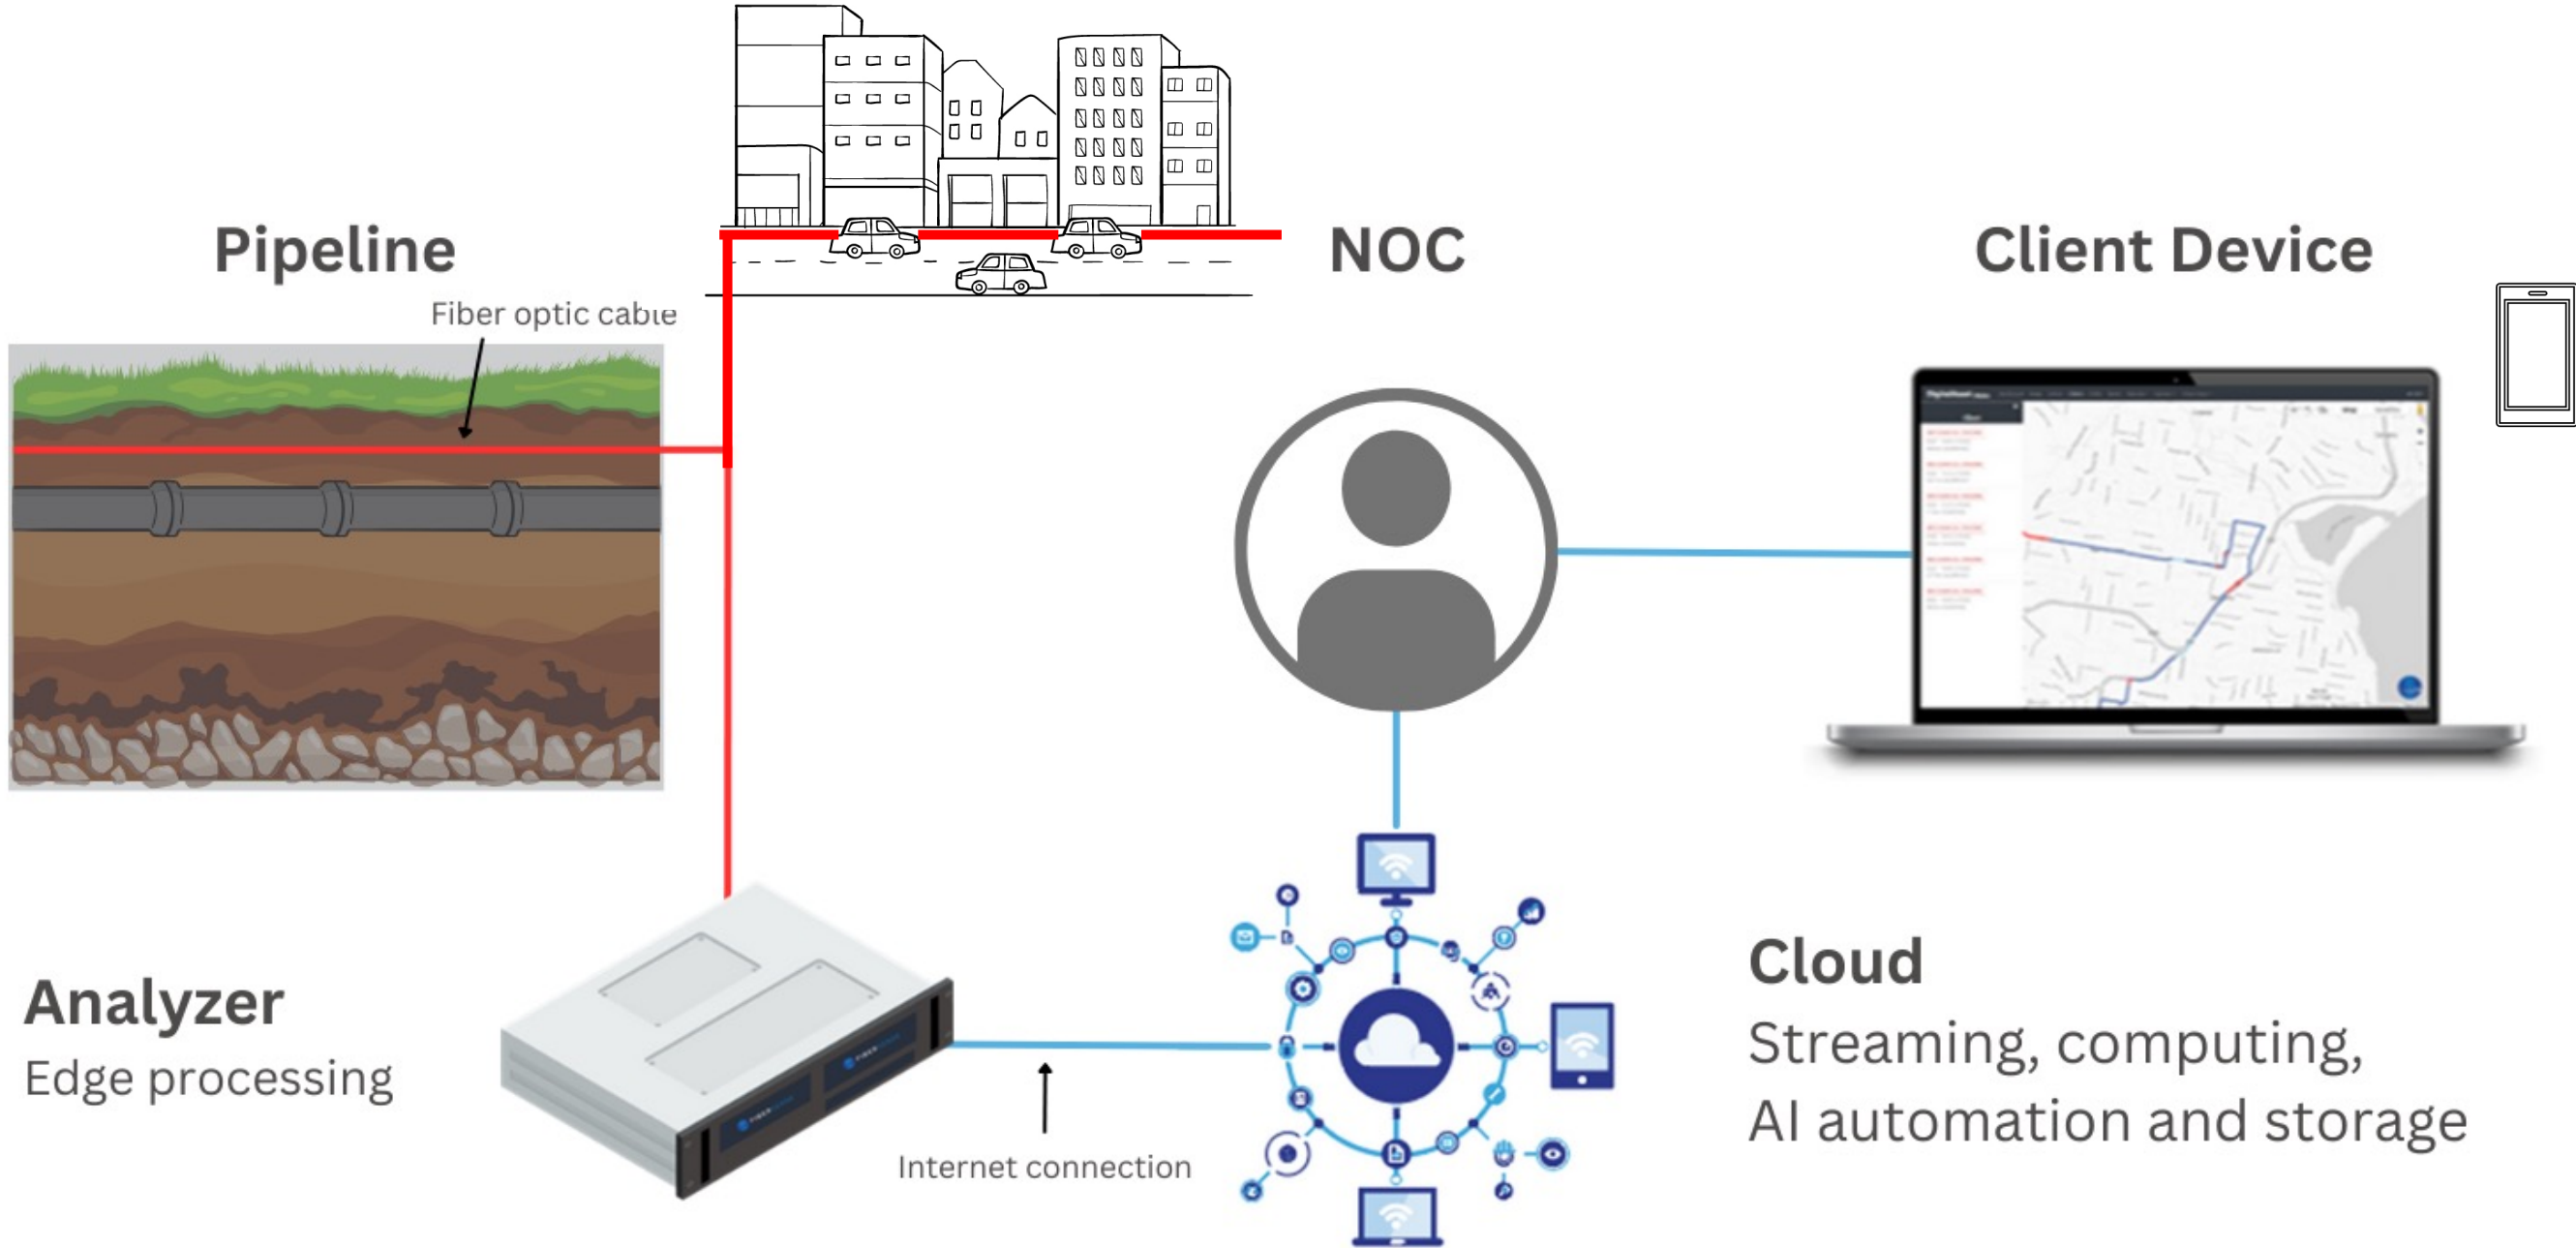 Pipeline
Fiber optic cable
NOC
Client Device
Analyzer
Edge processing
Internet connection
Cloud
Streaming, computing,
AI automation and storage